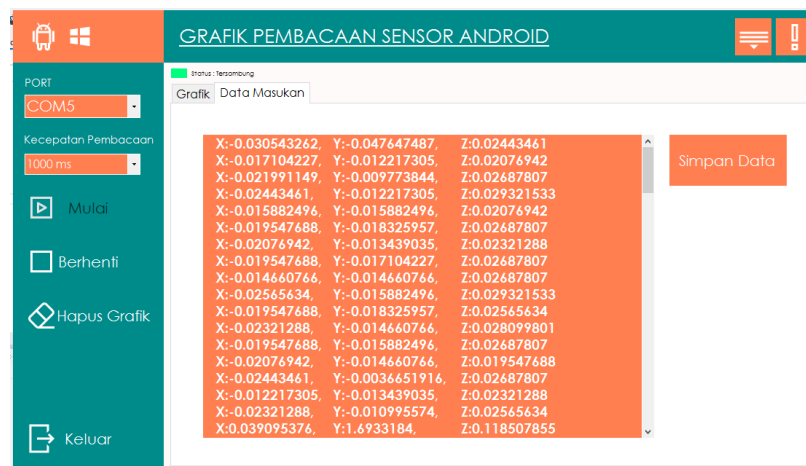 GRAFIK PEMBACAAN SENSOR ANDROID
PORT
COM5
Kecepatan Pembacaan
1000 ms
Mulai
Berhenti
Hapus Grafik
Keluar
Status : Tersambung
Grafik Data Masukan
X:-0.030543262, Y:-0.047647487, Z:0.02443461
X:-0.017104227, Y:-0.012217305, Z:0.02076942
X:-0.021991149, Y:-0.009773844, Z:0.02687807
X:-0.02443461, Y:-0.012217305, Z:0.029321533
X:-0.015882496, Y:-0.015882496, Z:0.02076942
X:-0.019547688, Y:-0.018325957, Z:0.02687807
X:-0.02076942, Y:-0.013439035, Z:0.02321288
X:-0.019547688, Y:-0.017104227, Z:0.02687807
X:-0.014660766, Y:-0.014660766, Z:0.02687807
X:-0.02565634, Y:-0.015882496, Z:0.029321533
X:-0.019547688, Y:-0.018325957, Z:0.02565634
X:-0.02321288, Y:-0.014660766, Z:0.028099801
X:-0.019547688, Y:-0.015882496, Z:0.02687807
X:-0.02076942, Y:-0.014660766, Z:0.019547688
X:-0.02443461, Y:-0.0036651916, Z:0.02687807
X:-0.012217305, Y:-0.013439035, Z:0.02321288
X:-0.02321288, Y:-0.010995574, Z:0.02565634
X:0.039095376, Y:1.6933184, Z:0.118507855
Simpan Data